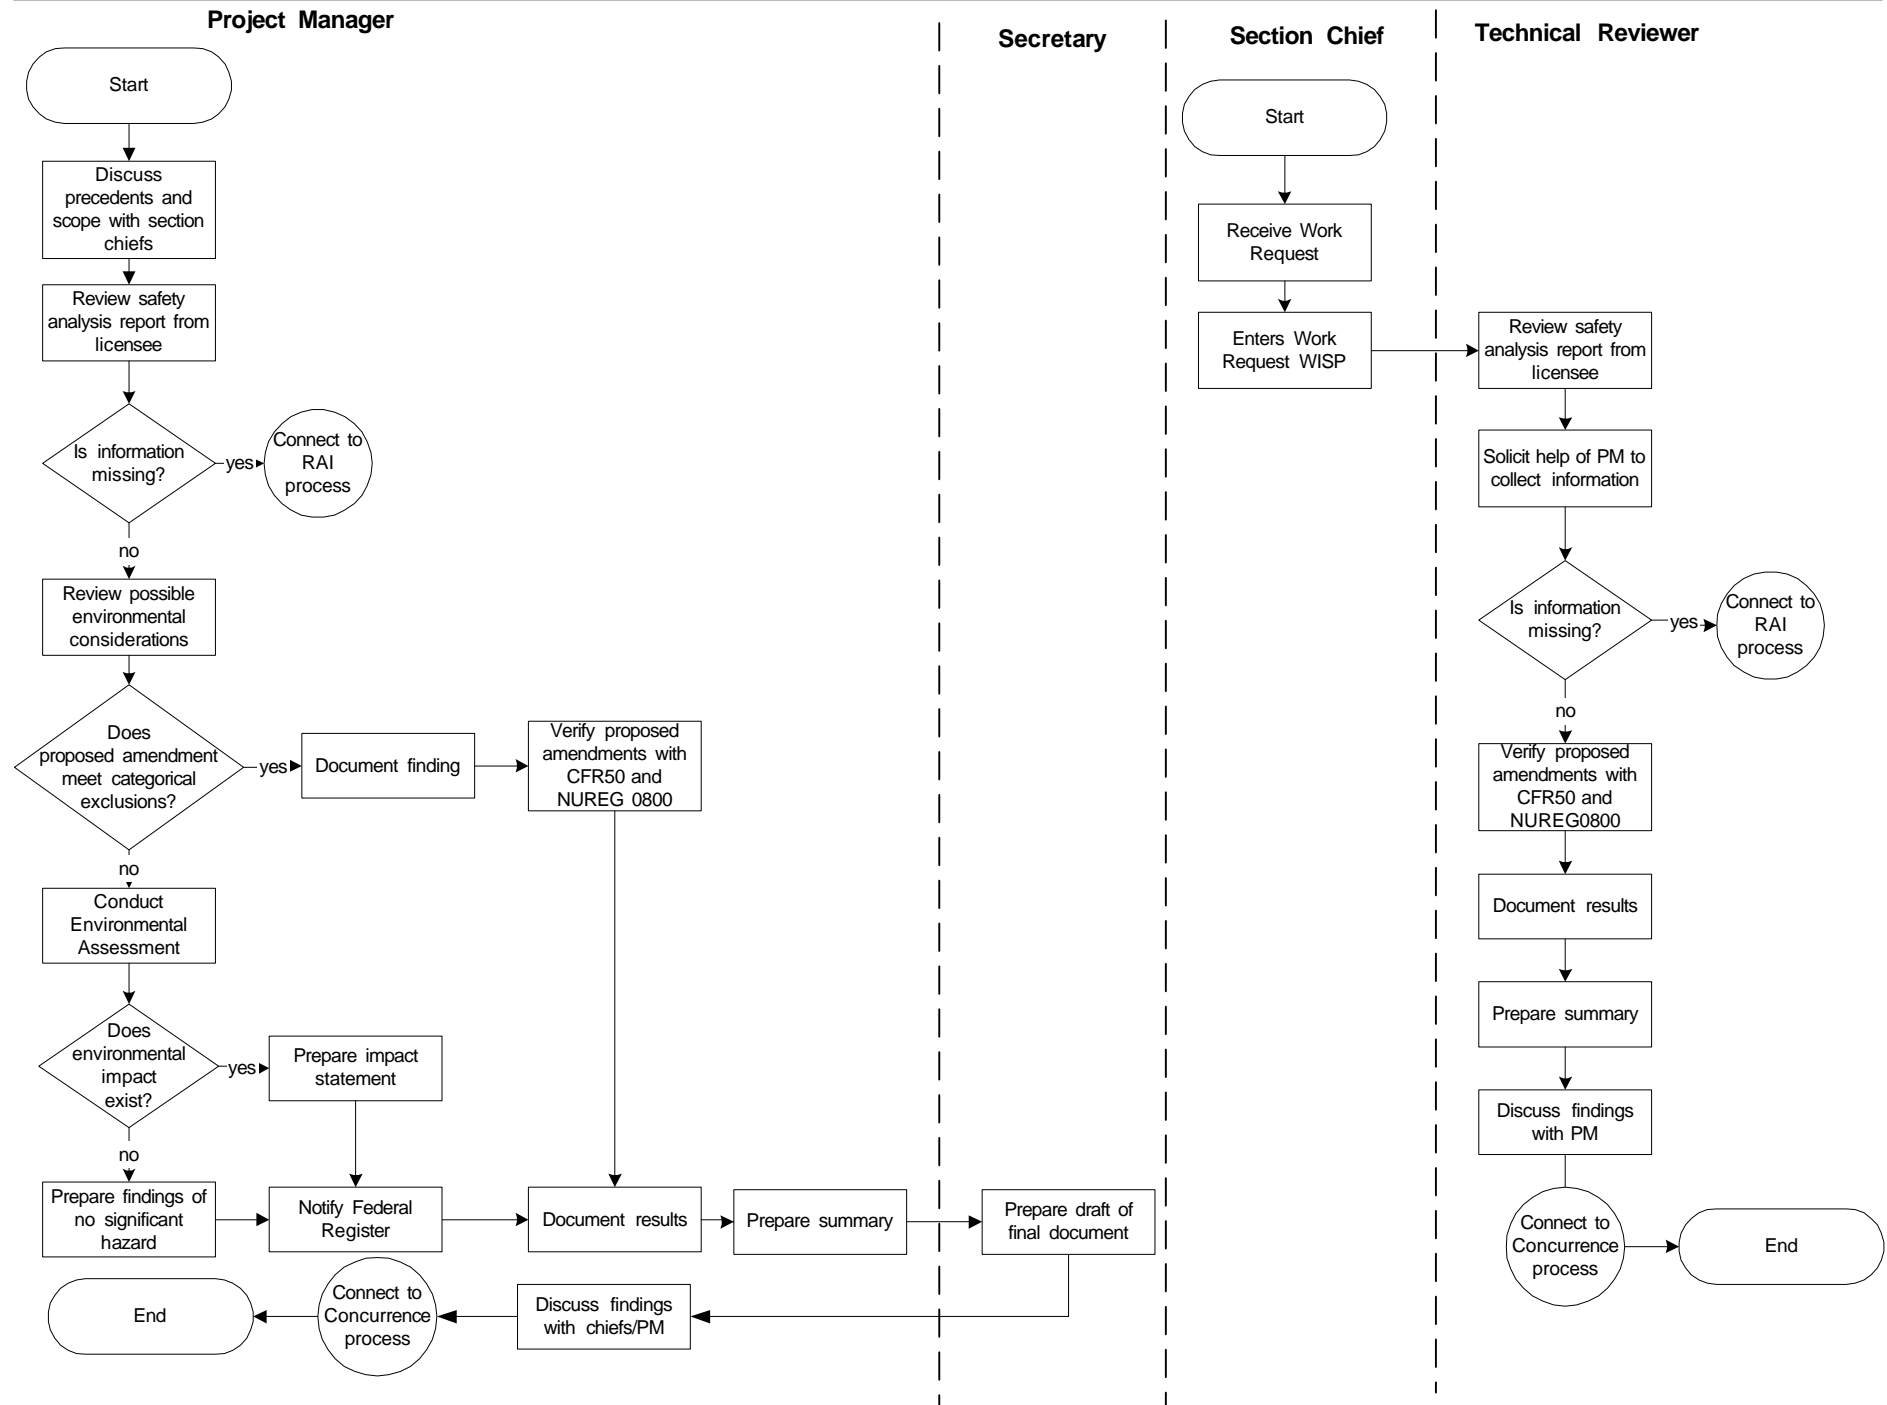 Project Manager
Secretary
Section Chief
Technical Reviewer
Start
Discuss
precedents and
scope with section
chiefs
Review safety
analysis report from
licensee
Is information
missing?
yes
Connect to
RAI
process
no
Review possible
environmental
considerations
Does
proposed amendment
meet categorical
exclusions?
yes
Document finding
Verify proposed
amendments with
CFR50 and
NUREG 0800
no
Conduct
Environmental
Assessment
Does
environmental
impact
exist?
yes
Prepare impact
statement
no
Prepare findings of
no significant
hazard
Notify Federal
Register
Document results
Prepare summary
Prepare draft of
final document
Discuss findings
with chiefs/PM
Connect to
Concurrence
process
End
Start
Receive Work
Request
Enters Work
Request WISP
Review safety
analysis report from
licensee
Solicit help of PM to
collect information
Is information
missing?
yes
Connect to
RAI
process
no
Verify proposed
amendments with
CFR50 and
NUREG0800
Document results
Prepare summary
Discuss findings
with PM
Connect to
Concurrence
process
End